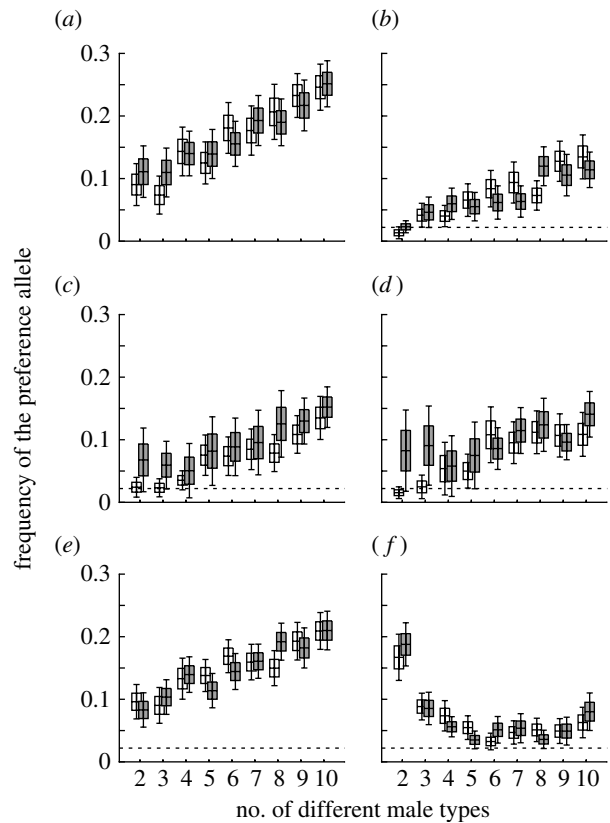 (a) (b)
0.3
0.2
0.1
0
(c) (d)
0.3
0.2
0.1
0
(e) (f)
0.3
0.2
0.1
0
2 3 4 5 6 7 8 9 10 2 3 4 5 6 7 8 9 10
no. of different male types
frequency of the preference allele